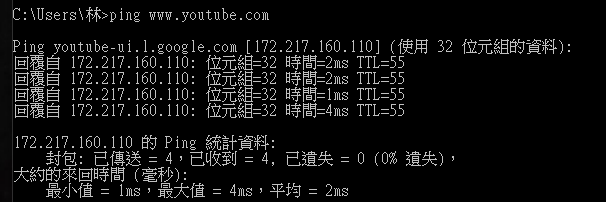 C:\Users\林>ping www.youtube.com
Ping youtube-ui.l.google.com [172.217.160.110] (使用 32 位元組的資料):
回覆自 172.217.160.110: 位元組=32 時間=2ms TTL=55
回覆自 172.217.160.110: 位元組=32 時間=2ms TTL=55
回覆自 172.217.160.110: 位元組=32 時間=1ms TTL=55
回覆自 172.217.160.110: 位元組=32 時間=4ms TTL=55
172.217.160.110 的 Ping 統計資料:
封包: 已傳送 = 4，已收到 = 4, 已遺失 = 0 (0% 遺失)，
大約的來回時間 (毫秒):
最小值 = 1ms，最大值 = 4ms，平均 = 2ms